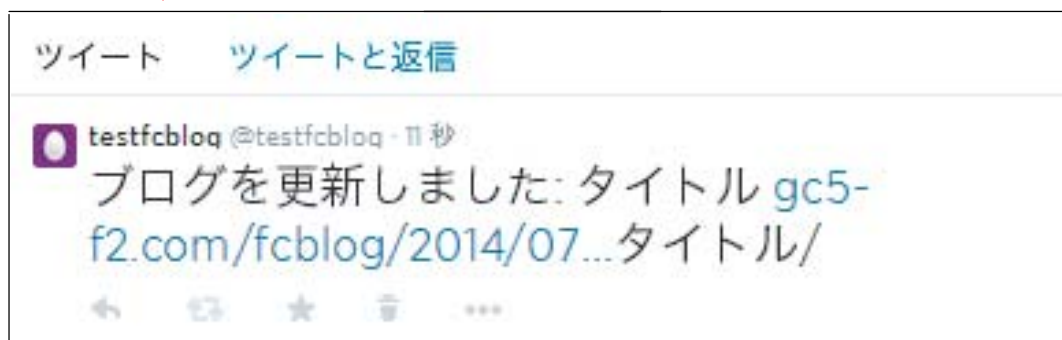 ツイート ツイートと返信
testfcblog @testfcblog · 11 秒
ブログを更新しました: タイトル gc5-
f2.com/fcblog/2014/07...タイトル/